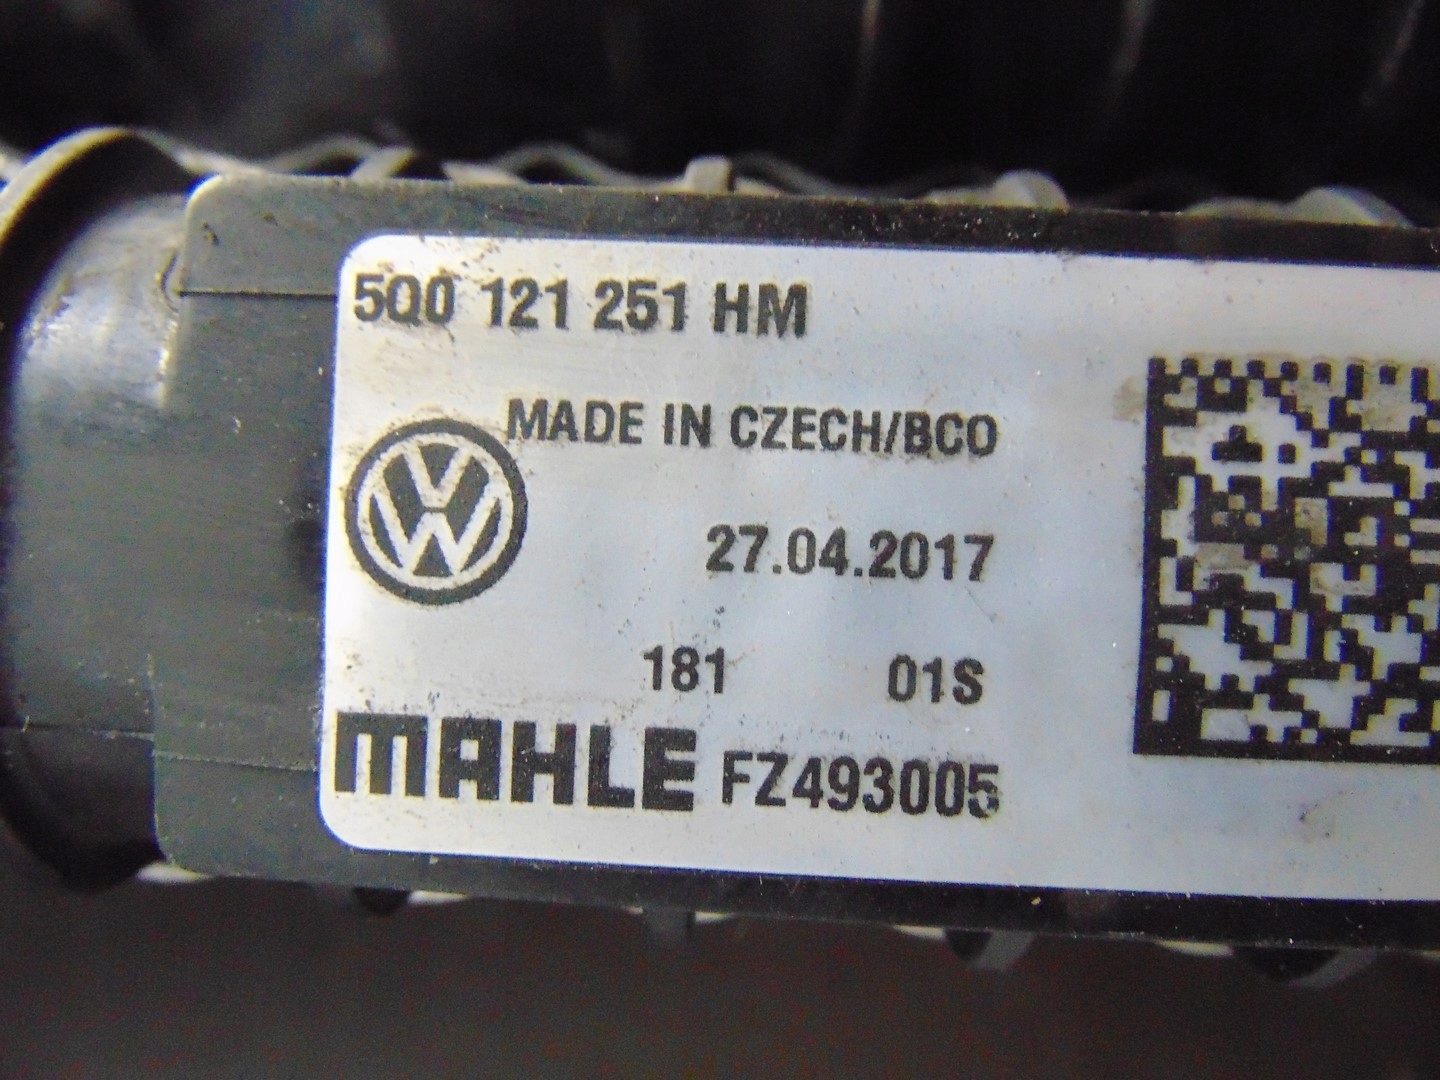 5Q0 121 251 HM
MADE IN CZECH/BCO
27.04.2017
181 01S
MAHLE FZ493005